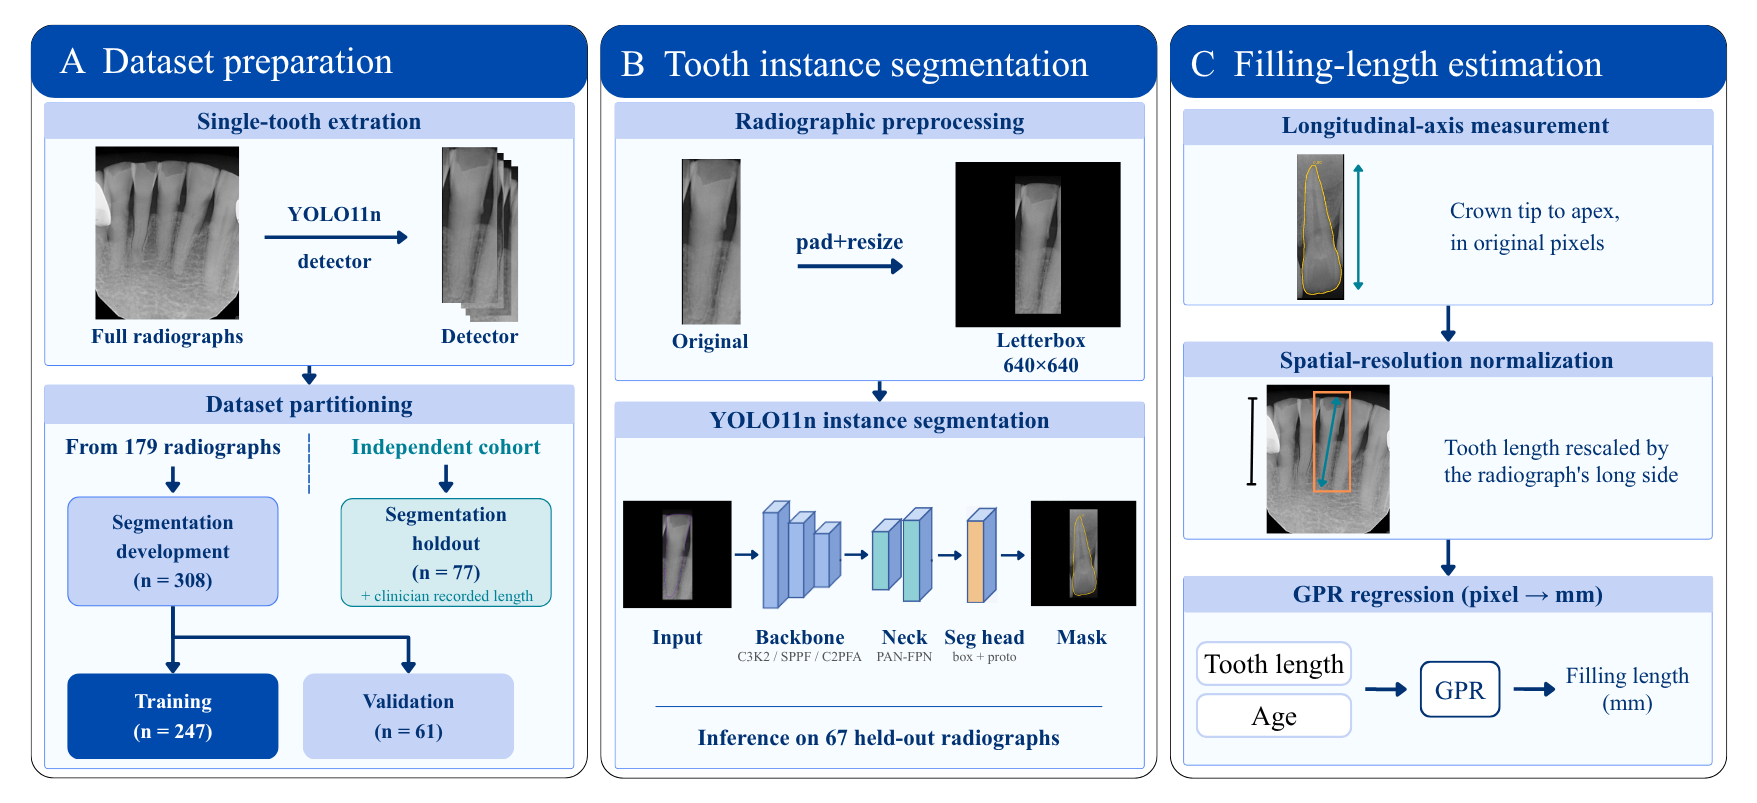 A Dataset preparation
Single-tooth extration
YOLO11n
detector
Full radiographs
Detector
Dataset partitioning
From 179 radiographs
Independent cohort
Segmentation
development
(n = 308)
Segmentation
holdout
(n = 77)
+ clinician recorded length
Training
(n = 247)
Validation
(n = 61)
B Tooth instance segmentation
Radiographic preprocessing
pad+resize
Original
Letterbox
640×640
YOLO11n instance segmentation
Input
Backbone
C3K2 / SPPF / C2PFA
Neck
PAN-FPN
Seg head
box + proto
Mask
Inference on 67 held-out radiographs
C Filling-length estimation
Longitudinal-axis measurement
Crown tip to apex,
in original pixels
Spatial-resolution normalization
Tooth length rescaled by
the radiograph's long side
GPR regression (pixel → mm)
Tooth length
Age
GPR
Filling length
(mm)